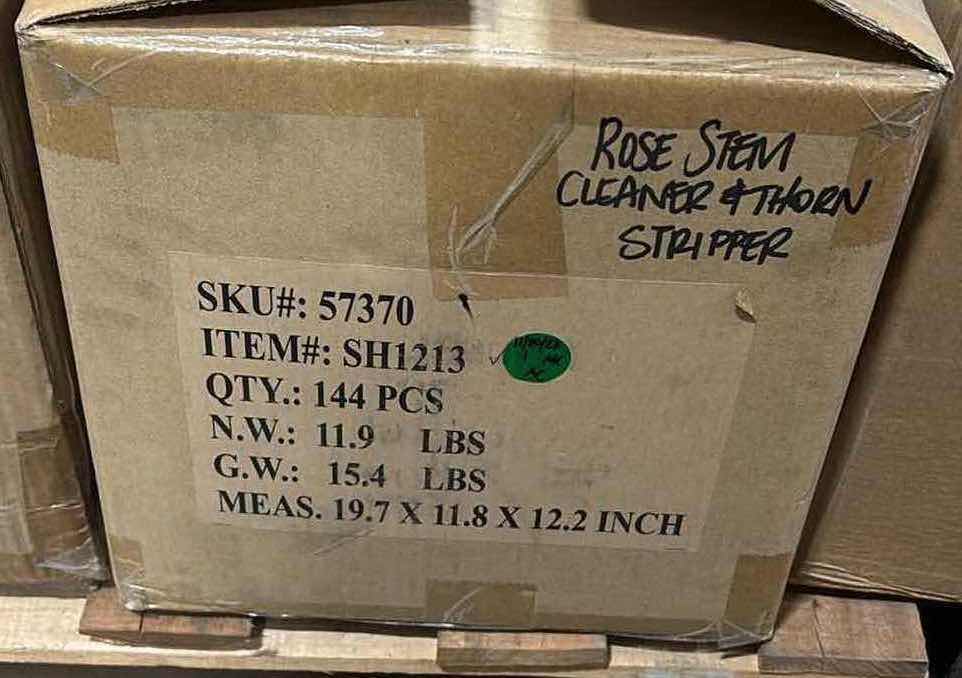 ROSE STEM
CLEANER & THORN
STRIPPER
SKU#: 57370
ITEM#: SH1213
QTY.: 144 PCS
N.W.: 11.9 LBS
G.W.: 15.4 LBS
MEAS. 19.7 X 11.8 X 12.2 INCH